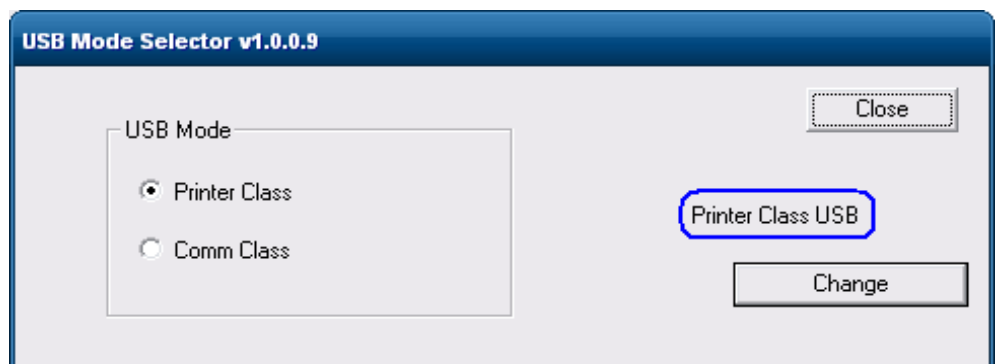 USB Mode Selector v1.0.0.9
Close
USB Mode
Printer Class
Printer Class USB
Comm Class
Change